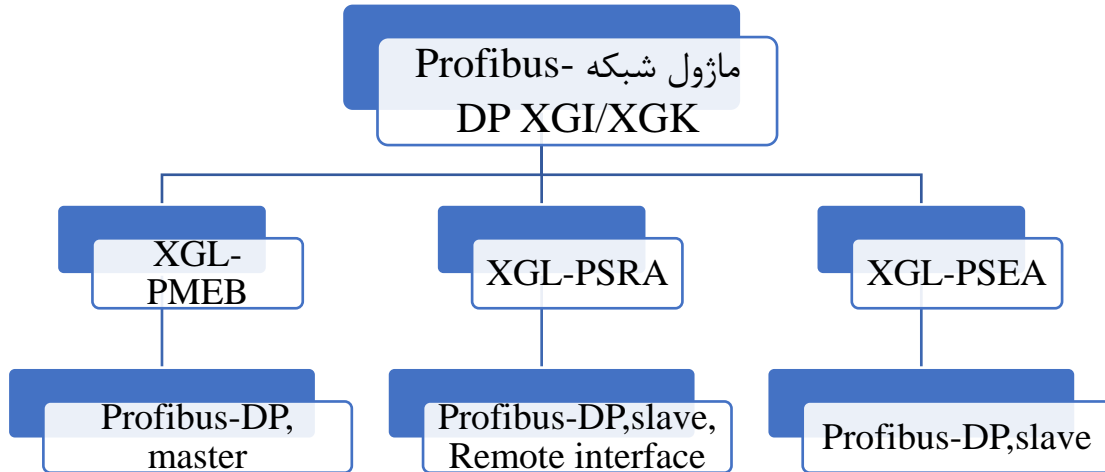 ماژول شبکه Profibus-
DP XGI/XGK
XGL-
PMEB
XGL-PSRA
XGL-PSEA
Profibus-DP,
master
Profibus-DP,slave,
Remote interface
Profibus-DP,slave